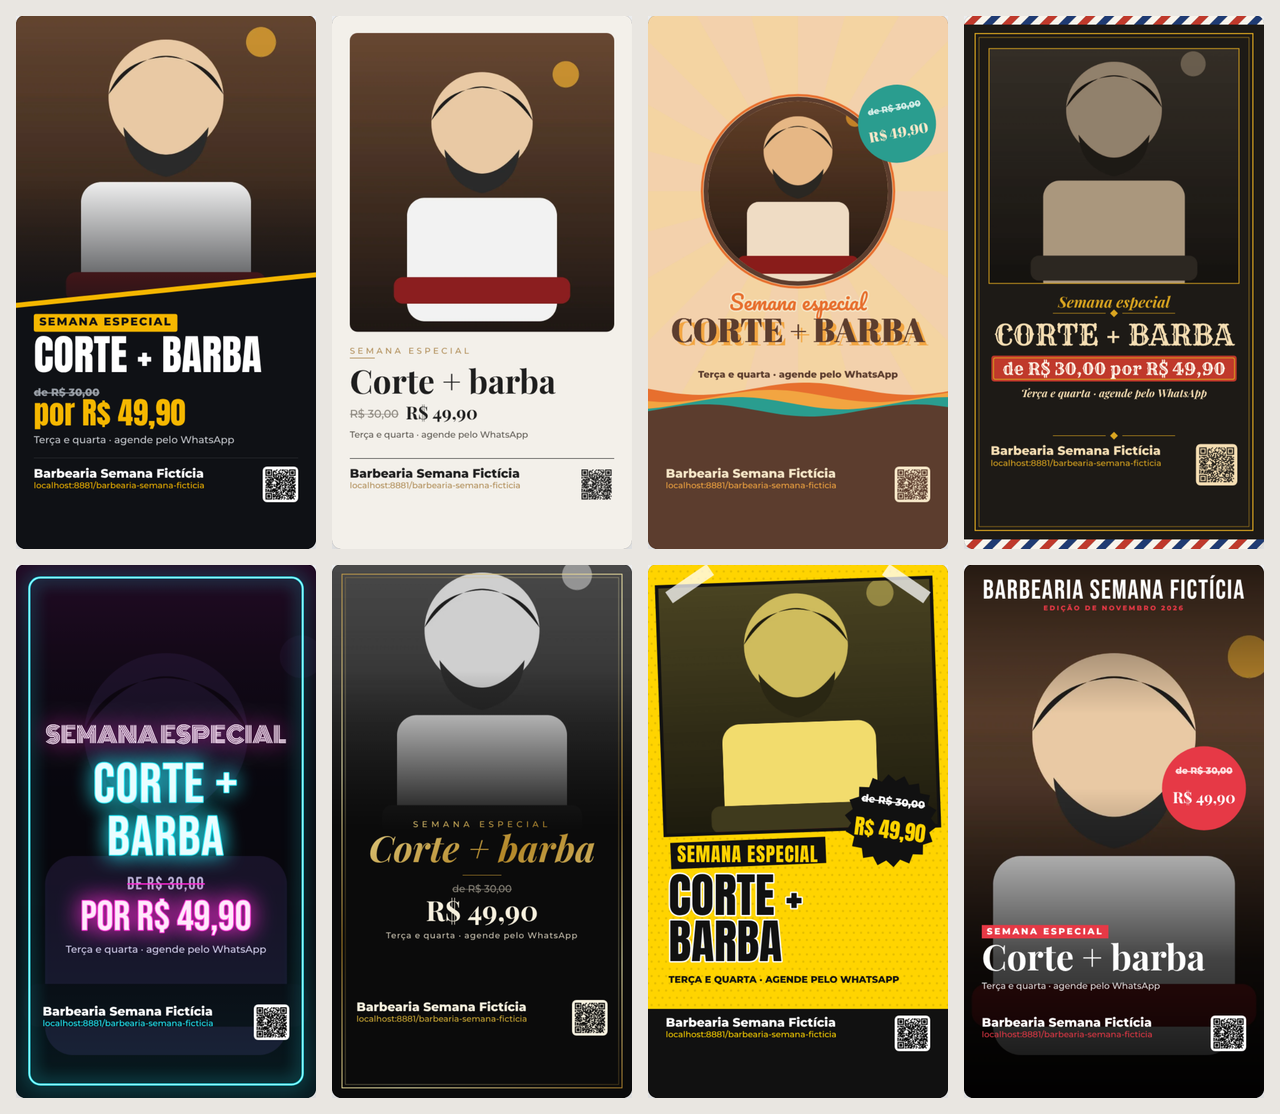 SEMANA ESPECIAL
CORTE + BARBA
de R$ 30,00
por R$ 49,90
Terça e quarta · agende pelo WhatsApp
Barbearia Semana Fictícia
localhost:8881/barbearia-semana-ficticia
SEMANA ESPECIAL
Corte + barba
R$ 30,00 R$ 49,90
Terça e quarta · agende pelo WhatsApp
Barbearia Semana Fictícia
localhost:8881/barbearia-semana-ficticia
de R$ 30,00
R$ 49,90
Semana especial
CORTE + BARBA
Terça e quarta · agende pelo WhatsApp
Barbearia Semana Fictícia
localhost:8881/barbearia-semana-ficticia
Semana especial
CORTE + BARBA
de R$ 30,00 por R$ 49,90
Terça e quarta · agende pelo WhatsApp
Barbearia Semana Fictícia
localhost:8881/barbearia-semana-ficticia
SEMANA ESPECIAL
CORTE +
BARBA
DE R$ 30,00
POR R$ 49,90
Terça e quarta · agende pelo WhatsApp
Barbearia Semana Fictícia
localhost:8881/barbearia-semana-ficticia
SEMANA ESPECIAL
Corte + barba
de R$ 30,00
R$ 49,90
Terça e quarta · agende pelo WhatsApp
Barbearia Semana Fictícia
localhost:8881/barbearia-semana-ficticia
de R$ 30,00
R$ 49,90
SEMANA ESPECIAL
CORTE +
BARBA
TERÇA E QUARTA · AGENDE PELO WHATSAPP
Barbearia Semana Fictícia
localhost:8881/barbearia-semana-ficticia
BARBEARIA SEMANA FICTÍCIA
EDIÇÃO DE NOVEMBRO 2026
de R$ 30,00
R$ 49,90
SEMANA ESPECIAL
Corte + barba
Terça e quarta · agende pelo WhatsApp
Barbearia Semana Fictícia
localhost:8881/barbearia-semana-ficticia